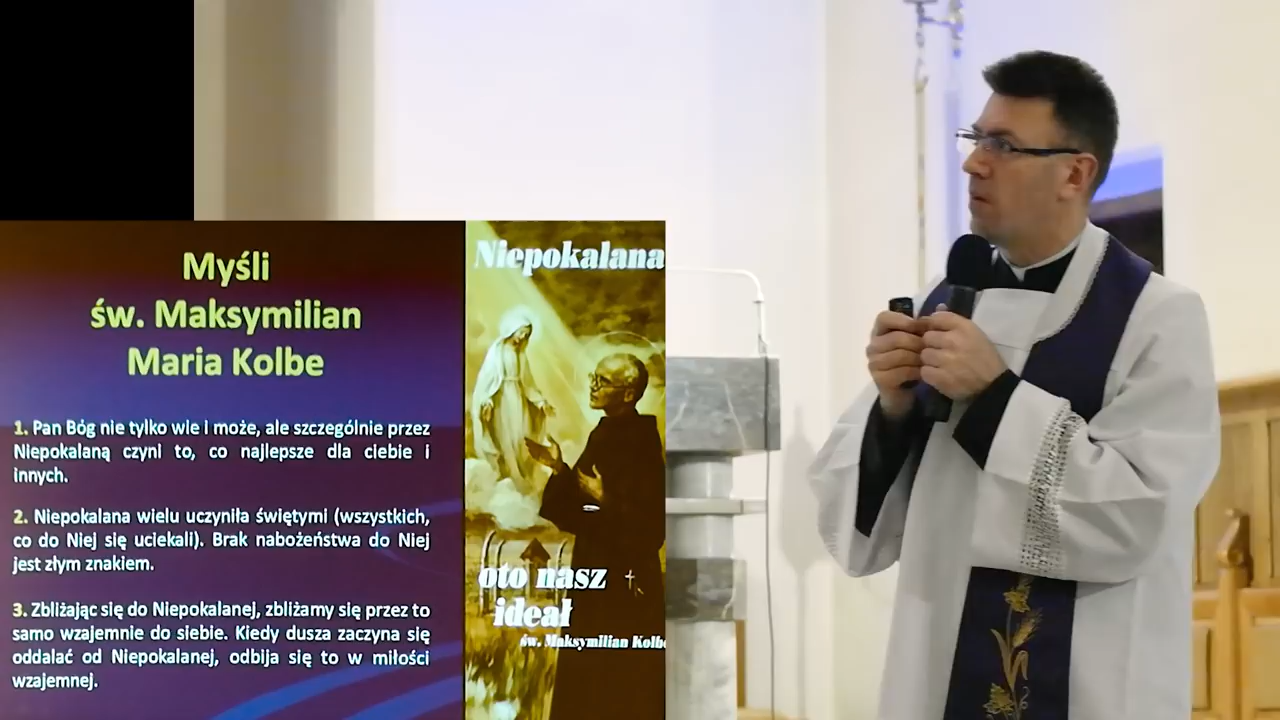 Myśli
św. Maksymilian
Maria Kolbe
1. Pan Bóg nie tylko wie i może, ale szczególnie przez
Niepokalaną czyni to, co najlepsze dla ciebie i
innych.
2. Niepokalana wielu uczyniła świętymi (wszystkich,
co do Niej się uciekali). Brak nabożeństwa do Niej
jest złym znakiem.
3. Zbliżając się do Niepokalanej, zbliżamy się przez to
samo wzajemnie do siebie. Kiedy dusza zaczyna się
oddalać od Niepokalanej, odbija się to w miłości
wzajemnej.
Niepokalana
oto nasz
ideał
św. Maksymilian Kolbe